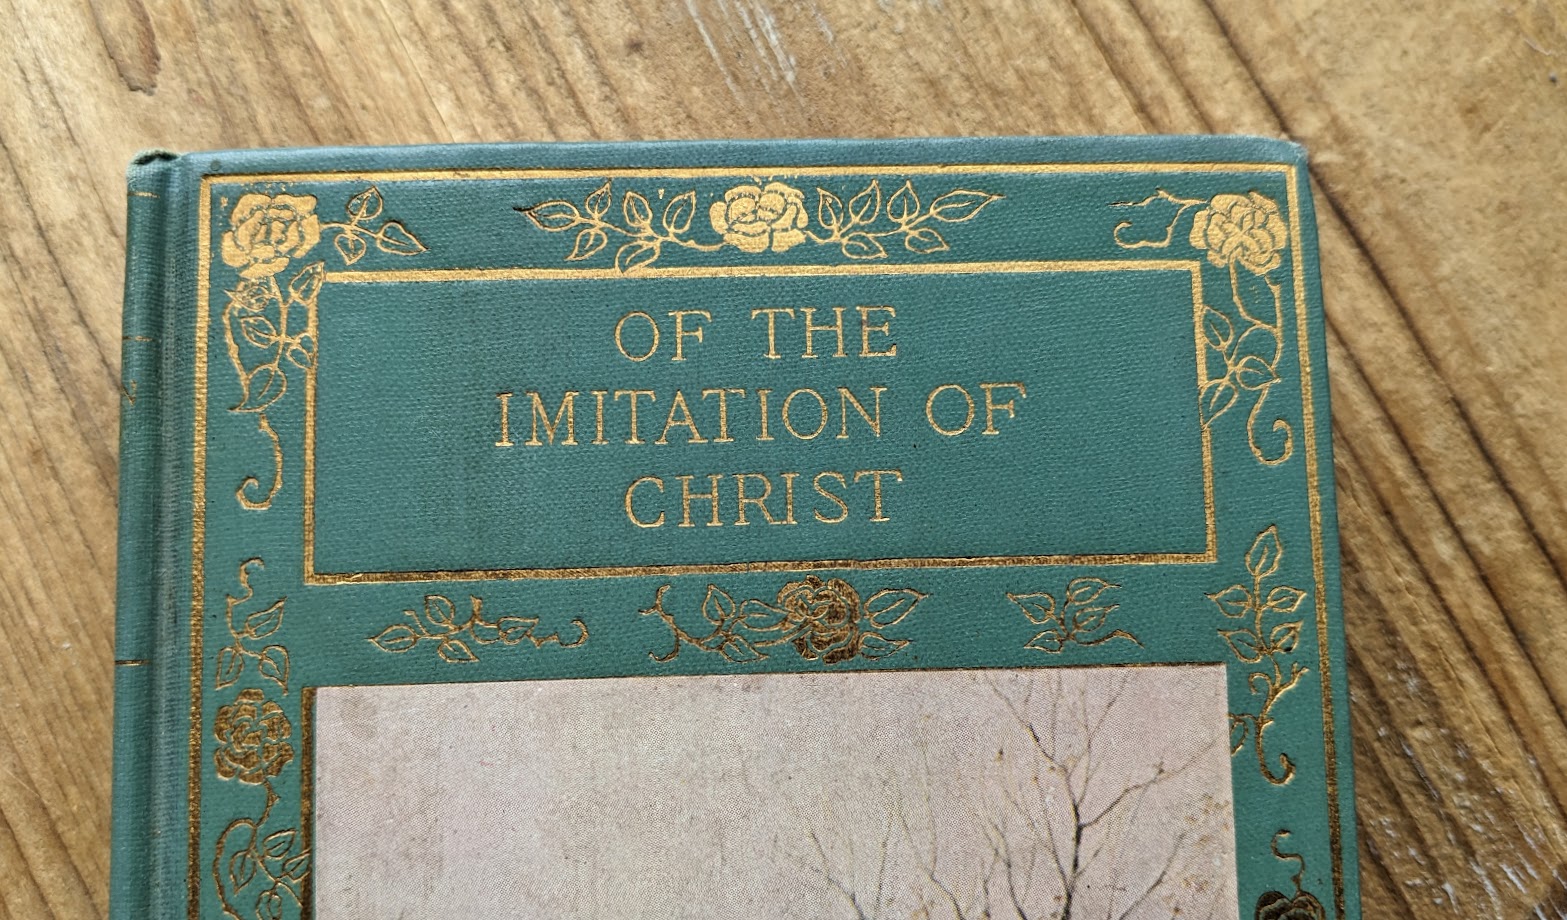 OF THE
IMITATION OF
CHRIST